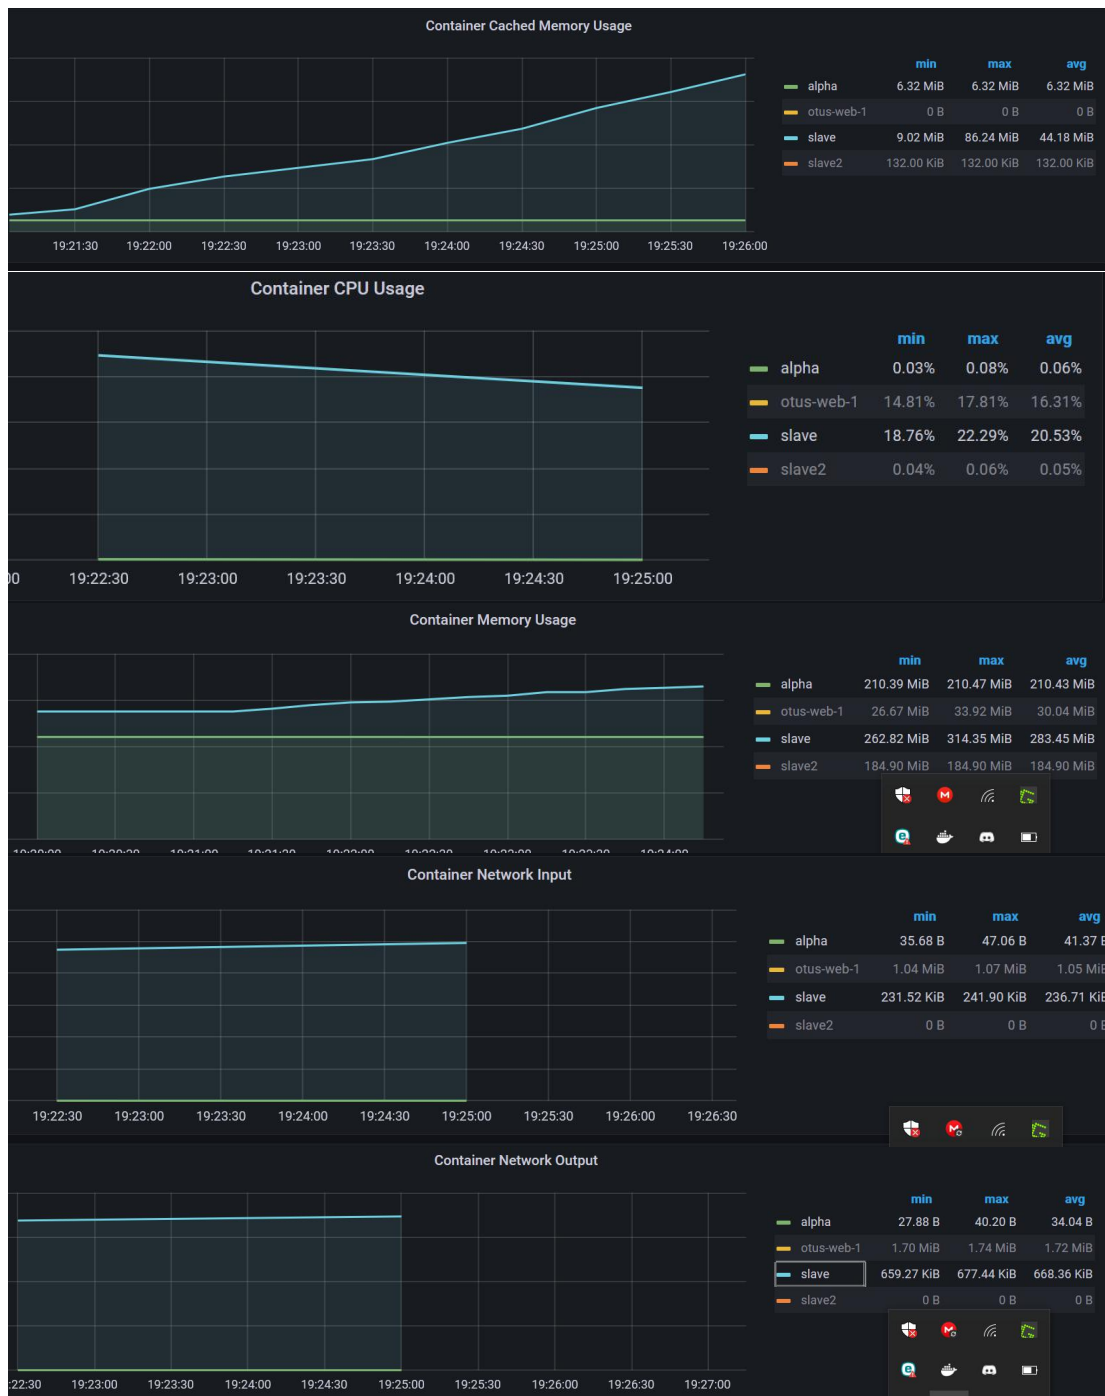 Container Cached Memory Usage
min max avg
alpha 6.32 MiB 6.32 MiB 6.32 MiB
otus-web-1 0 B 0 B 0 B
slave 9.02 MiB 86.24 MiB 44.18 MiB
slave2 132.00 KiB 132.00 KiB 132.00 KiB
19:21:30 19:22:00 19:22:30 19:23:00 19:23:30 19:24:00 19:24:30 19:25:00 19:25:30 19:26:00
Container CPU Usage
min max avg
alpha 0.03% 0.08% 0.06%
otus-web-1 14.81% 17.81% 16.31%
slave 18.76% 22.29% 20.53%
slave2 0.04% 0.06% 0.05%
00 19:22:30 19:23:00 19:23:30 19:24:00 19:24:30 19:25:00
Container Memory Usage
min max avg
alpha 210.39 MiB 210.47 MiB 210.43 MiB
otus-web-1 26.67 MiB 33.92 MiB 30.04 MiB
slave 262.82 MiB 314.35 MiB 283.45 MiB
slave2 184.90 MiB 184.90 MiB 184.90 MiB
Container Network Input
min max avg
alpha 35.68 B 47.06 B 41.37 B
otus-web-1 1.04 MiB 1.07 MiB 1.05 MiB
slave 231.52 KiB 241.90 KiB 236.71 KiB
slave2 0 B 0 B 0 B
19:22:30 19:23:00 19:23:30 19:24:00 19:24:30 19:25:00 19:25:30 19:26:00 19:26:30
Container Network Output
min max avg
alpha 27.88 B 40.20 B 34.04 B
otus-web-1 1.70 MiB 1.74 MiB 1.72 MiB
slave 659.27 KiB 677.44 KiB 668.36 KiB
slave2 0 B 0 B 0 B
:22:30 19:23:00 19:23:30 19:24:00 19:24:30 19:25:00 19:25:30 19:26:00 19:26:30 19:27:00